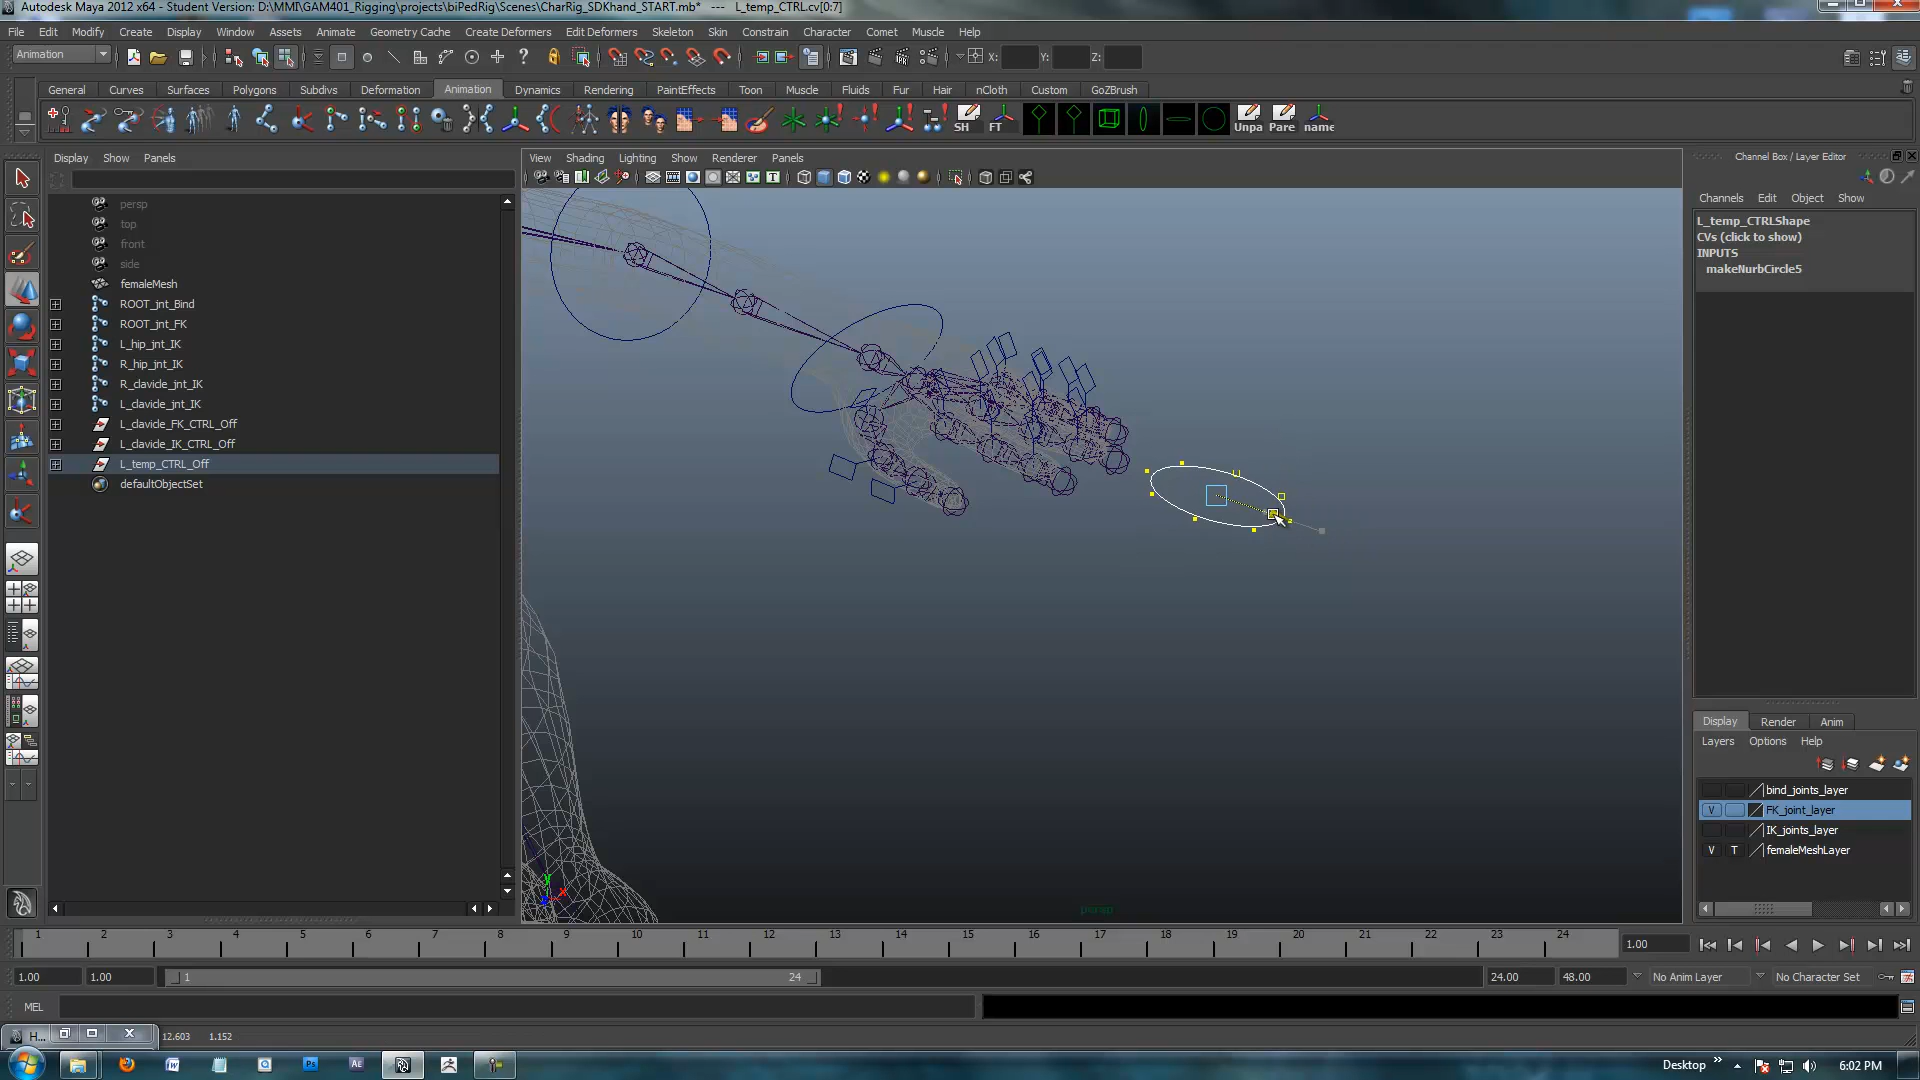 Autodesk Maya 2012 x64 - Student Version: D:\MMI\GAM401_Rigging\projects\biPedRig\Scenes\CharRig_SDKhand_START.mb* --- L_temp_CTRL.cv[0:7]
File Edit Modify Create Display Window Assets Animate Geometry Cache Create Deformers Edit Deformers Skeleton Skin Constrain Character Comet Muscle Help
Animation X: Y: Z:
General Curves Surfaces Polygons Subdivs Deformation Animation Dynamics Rendering PaintEffects Toon Muscle Fluids Fur Hair nCloth Custom GoZBrush
SH FT Unpa Pare name
Display Show Panels
View Shading Lighting Show Renderer Panels
Channel Box / Layer Editor
Channels Edit Object Show
persp
top
front
side
femaleMesh
ROOT_jnt_Bind
ROOT_jnt_FK
L_hip_jnt_IK
R_hip_jnt_IK
R_clavicle_jnt_IK
L_clavicle_jnt_IK
L_clavicle_FK_CTRL_Off
L_clavicle_IK_CTRL_Off
L_temp_CTRL_Off
defaultObjectSet
y
x
z
persp
L_temp_CTRLShape
CVs (click to show)
INPUTS
makeNurbCircle5
Display Render Anim
Layers Options Help
bind_joints_layer
V FK_joint_layer
IK_joints_layer
V T femaleMeshLayer
1 2 3 4 5 6 7 8 9 10 11 12 13 14 15 16 17 18 19 20 21 22 23 24 1.00
1.00 1.00 1 24 24.00 48.00 No Anim Layer No Character Set
MEL
H... 12.603 1.152
Ps Ae Desktop 6:02 PM